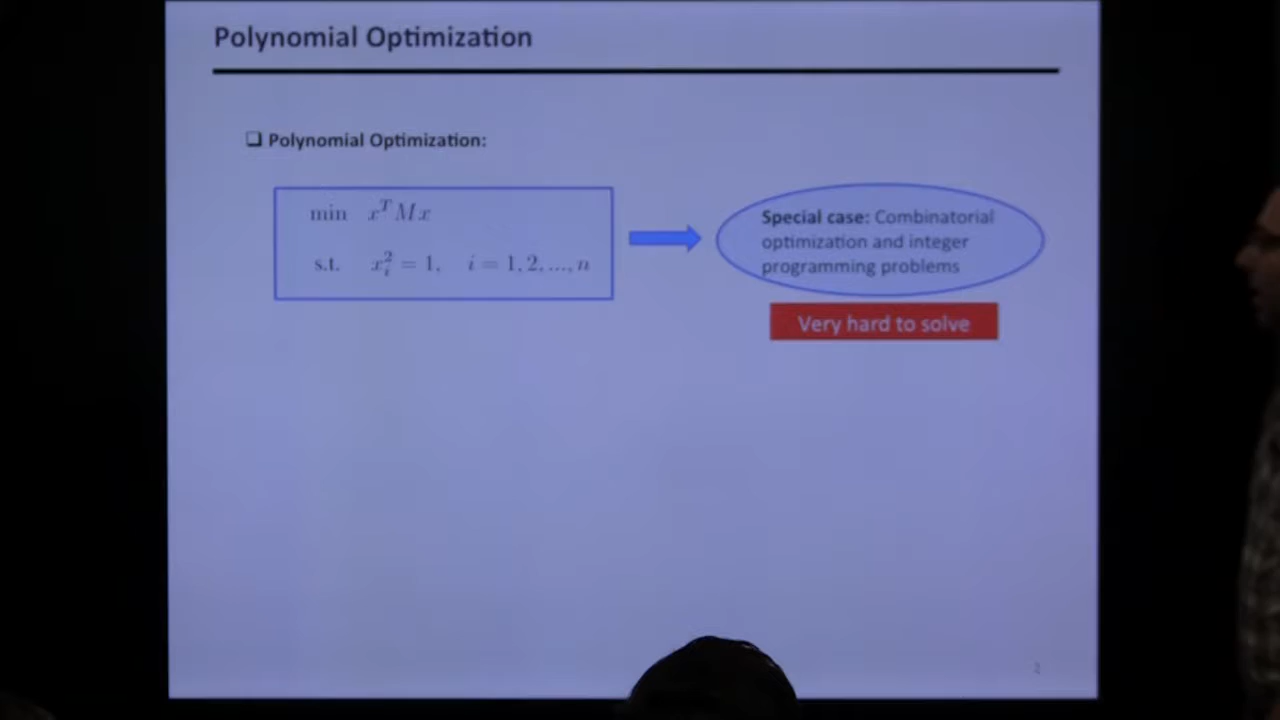 Polynomial Optimization
❑ Polynomial Optimization:
min x^T M x
s.t. x_i^2 = 1, i = 1, 2, ..., n
Special case: Combinatorial
optimization and integer
programming problems
Very hard to solve
2